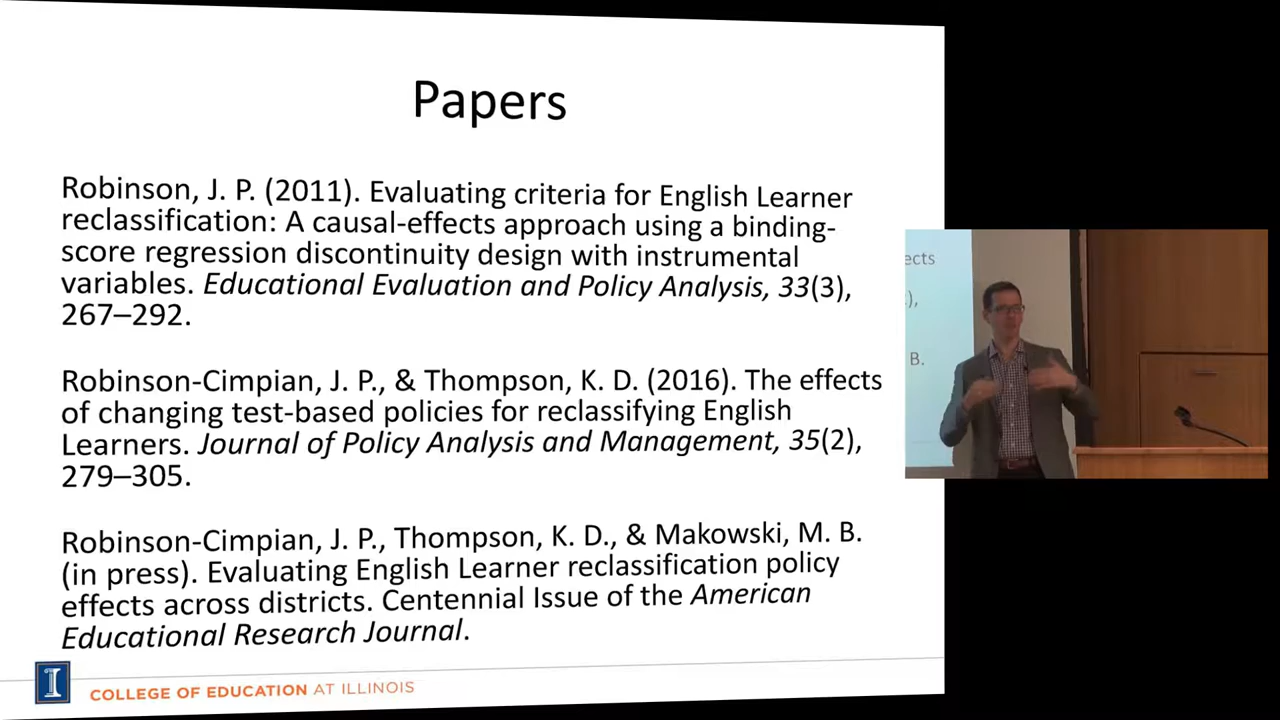 Papers
Robinson, J. P. (2011). Evaluating criteria for English Learner
reclassification: A causal-effects approach using a binding-
score regression discontinuity design with instrumental
variables. Educational Evaluation and Policy Analysis, 33(3),
267–292.
Robinson-Cimpian, J. P., & Thompson, K. D. (2016). The effects
of changing test-based policies for reclassifying English
Learners. Journal of Policy Analysis and Management, 35(2),
279–305.
Robinson-Cimpian, J. P., Thompson, K. D., & Makowski, M. B.
(in press). Evaluating English Learner reclassification policy
effects across districts. Centennial Issue of the American
Educational Research Journal.
I COLLEGE OF EDUCATION AT ILLINOIS
ects
),
B.